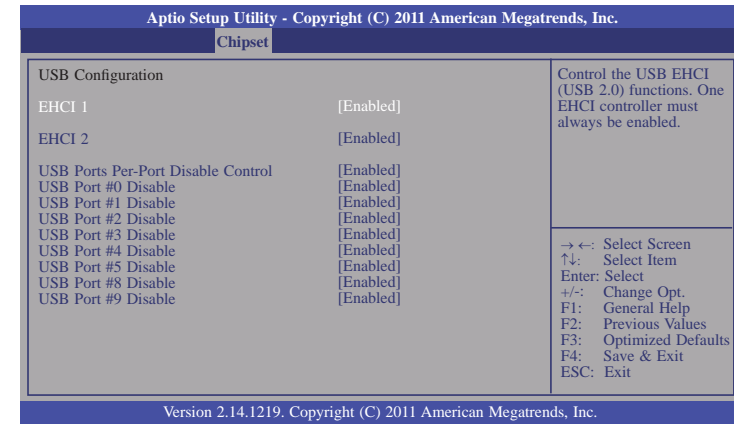 Aptio Setup Utility - Copyright (C) 2011 American Megatrends, Inc.
Chipset
USB Configuration
EHCI 1 [Enabled]
EHCI 2 [Enabled]
USB Ports Per-Port Disable Control [Enabled]
USB Port #0 Disable [Enabled]
USB Port #1 Disable [Enabled]
USB Port #2 Disable [Enabled]
USB Port #3 Disable [Enabled]
USB Port #4 Disable [Enabled]
USB Port #5 Disable [Enabled]
USB Port #8 Disable [Enabled]
USB Port #9 Disable [Enabled]
Control the USB EHCI
(USB 2.0) functions. One
EHCI controller must
always be enabled.
→←: Select Screen
↑↓: Select Item
Enter: Select
+/-: Change Opt.
F1: General Help
F2: Previous Values
F3: Optimized Defaults
F4: Save & Exit
ESC: Exit
Version 2.14.1219. Copyright (C) 2011 American Megatrends, Inc.